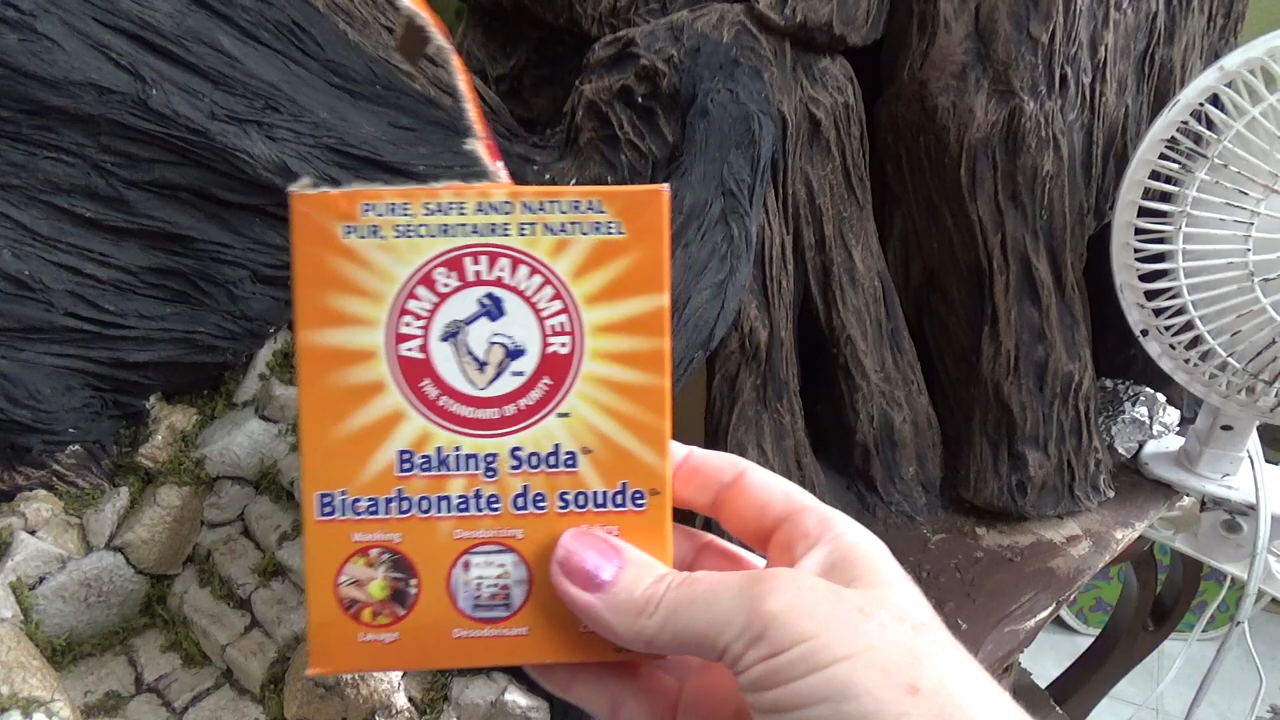 PURE, SAFE AND NATURAL
PUR, SÉCURITAIRE ET NATUREL
ARM & HAMMER
THE STANDARD OF PURITY
Baking Soda
Bicarbonate de soude
Washing
Deodorizing
Lavage
Désodorisant